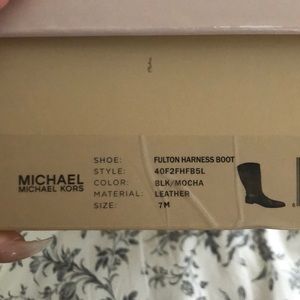 SHOE: FULTON HARNESS BOOT
STYLE: 40F2FHFB5L
COLOR: BLK/MOCHA
MATERIAL: LEATHER
SIZE: 7M
MICHAEL
MICHAEL KORS